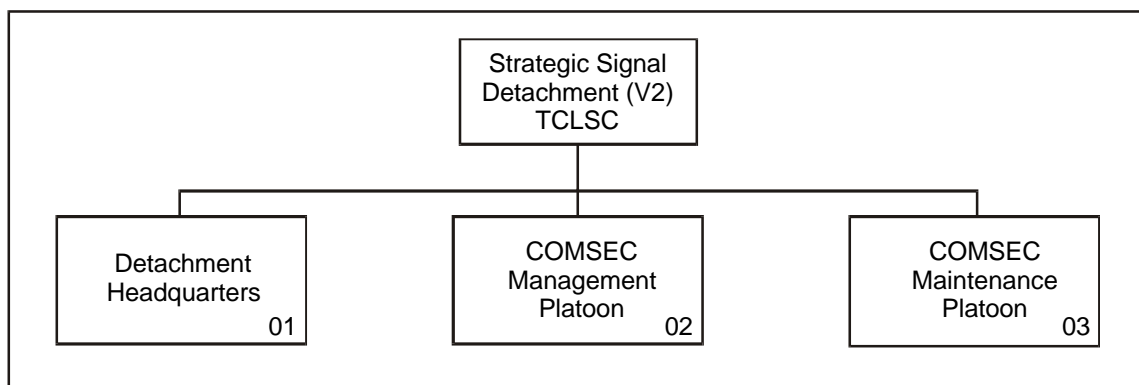 Strategic Signal
Detachment (V2)
TCLSC
Detachment
Headquarters
01
COMSEC
Management
Platoon
02
COMSEC
Maintenance
Platoon
03